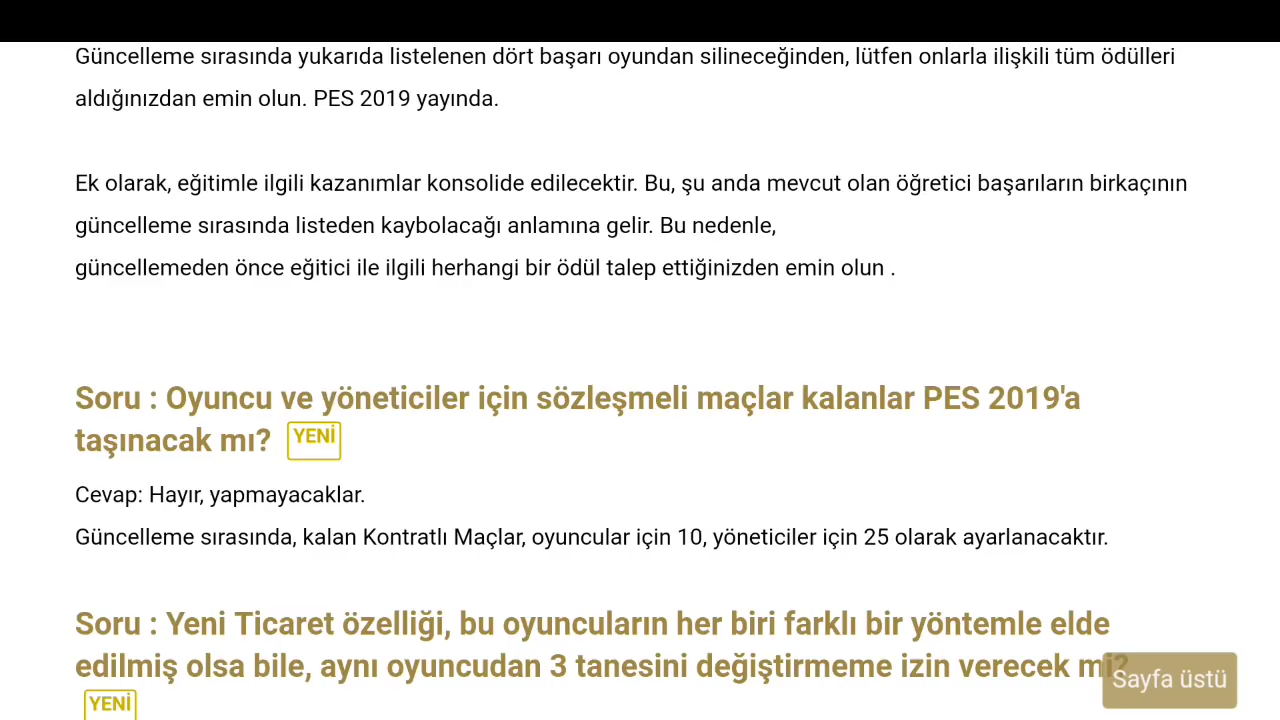 Güncelleme sırasında yukarıda listelenen dört başarı oyundan silineceğinden, lütfen onlarla ilişkili tüm ödülleri
aldığınızdan emin olun. PES 2019 yayında.
Ek olarak, eğitimle ilgili kazanımlar konsolide edilecektir. Bu, şu anda mevcut olan öğretici başarıların birkaçının
güncelleme sırasında listeden kaybolacağı anlamına gelir. Bu nedenle,
güncellemeden önce eğitici ile ilgili herhangi bir ödül talep ettiğinizden emin olun .
Soru : Oyuncu ve yöneticiler için sözleşmeli maçlar kalanlar PES 2019'a
taşınacak mı? YENİ
Cevap: Hayır, yapmayacaklar.
Güncelleme sırasında, kalan Kontratlı Maçlar, oyuncular için 10, yöneticiler için 25 olarak ayarlanacaktır.
Soru : Yeni Ticaret özelliği, bu oyuncuların her biri farklı bir yöntemle elde
edilmiş olsa bile, aynı oyuncudan 3 tanesini değiştirmeme izin verecek mi?
YENİ
Sayfa üstü